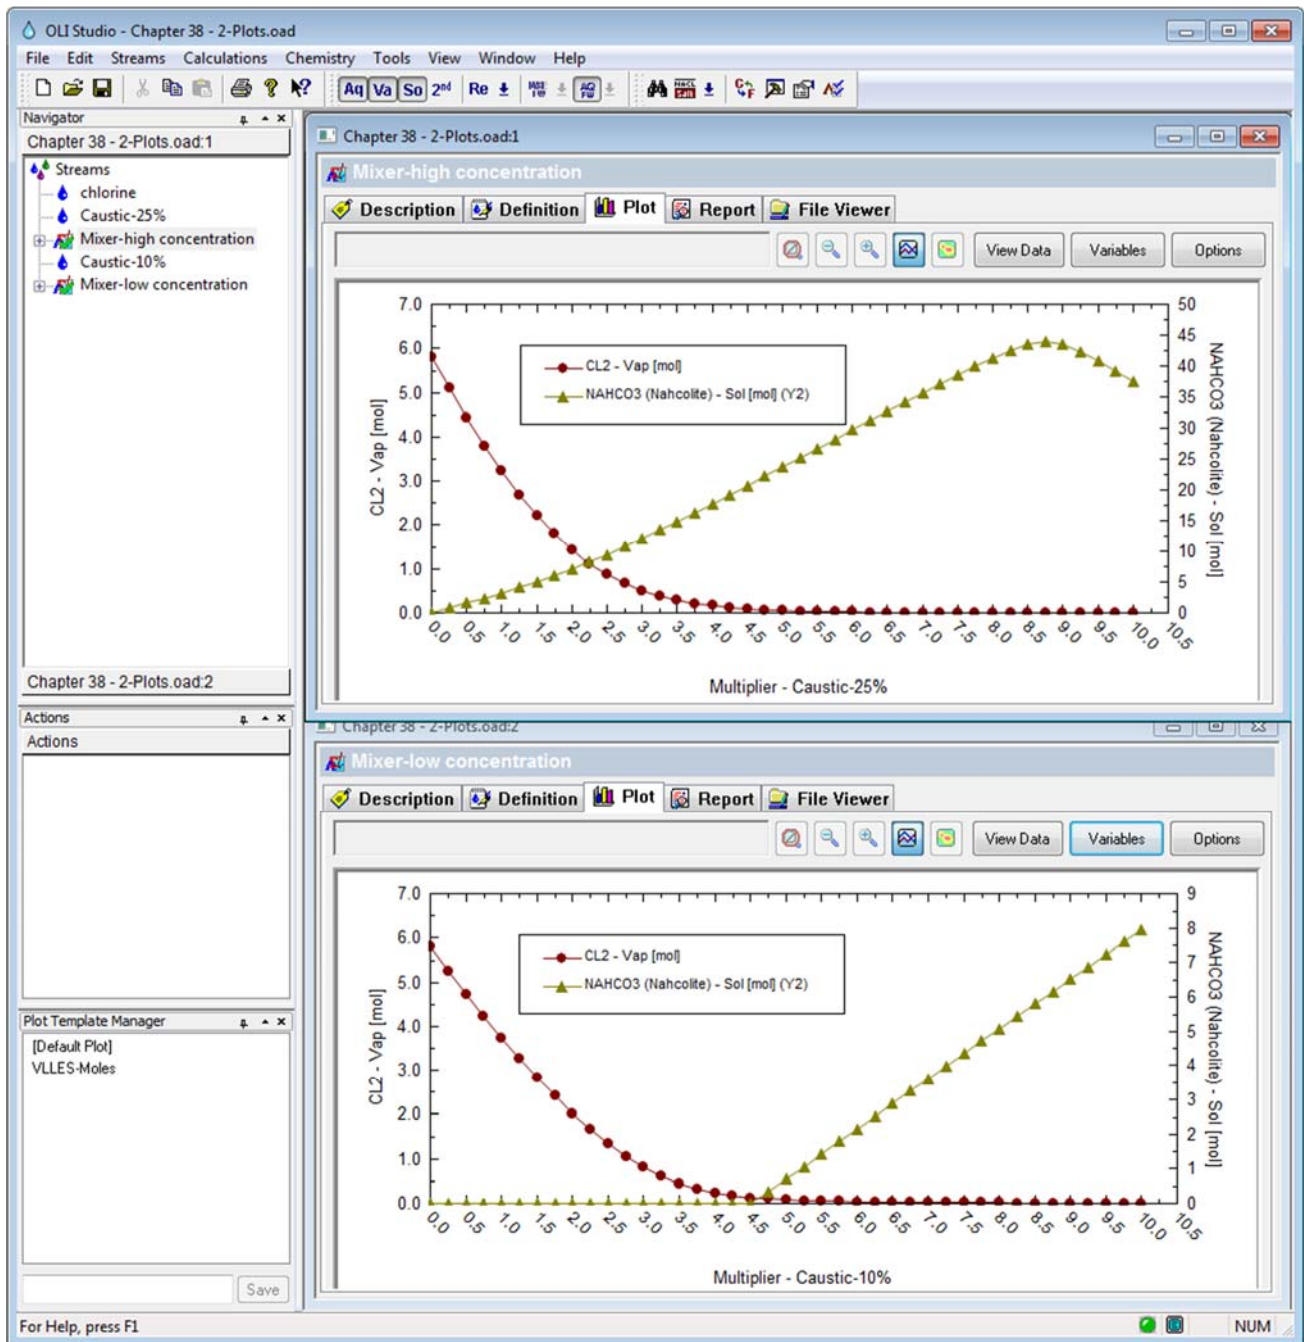 OLI Studio - Chapter 38 - 2-Plots.oad
File Edit Streams Calculations Chemistry Tools View Window Help
Aq Va So 2nd Re
Navigator
Chapter 38 - 2-Plots.oad:1
Streams
chlorine
Caustic-25%
Mixer-high concentration
Caustic-10%
Mixer-low concentration
Chapter 38 - 2-Plots.oad:2
Actions
Actions
Plot Template Manager
[Default Plot]
VLLES-Moles
Save
Chapter 38 - 2-Plots.oad:1
Mixer-high concentration
Description Definition Plot Report File Viewer
View Data Variables Options
CL2 - Vap [mol]
7.0
6.0
5.0
4.0
3.0
2.0
1.0
0.0
CL2 - Vap [mol]
NAHCO3 (Nahcolite) - Sol [mol] (Y2)
50
45
40
35
30
25
20
15
10
5
0
NAHCO3 (Nahcolite) - Sol [mol]
0.0 0.5 1.0 1.5 2.0 2.5 3.0 3.5 4.0 4.5 5.0 5.5 6.0 6.5 7.0 7.5 8.0 8.5 9.0 9.5 10.0 10.5
Multiplier - Caustic-25%
Chapter 38 - 2-Plots.oad:2
Mixer-low concentration
Description Definition Plot Report File Viewer
View Data Variables Options
CL2 - Vap [mol]
7.0
6.0
5.0
4.0
3.0
2.0
1.0
0.0
CL2 - Vap [mol]
NAHCO3 (Nahcolite) - Sol [mol] (Y2)
9
8
7
6
5
4
3
2
1
0
NAHCO3 (Nahcolite) - Sol [mol]
0.0 0.5 1.0 1.5 2.0 2.5 3.0 3.5 4.0 4.5 5.0 5.5 6.0 6.5 7.0 7.5 8.0 8.5 9.0 9.5 10.0 10.5
Multiplier - Caustic-10%
For Help, press F1
NUM